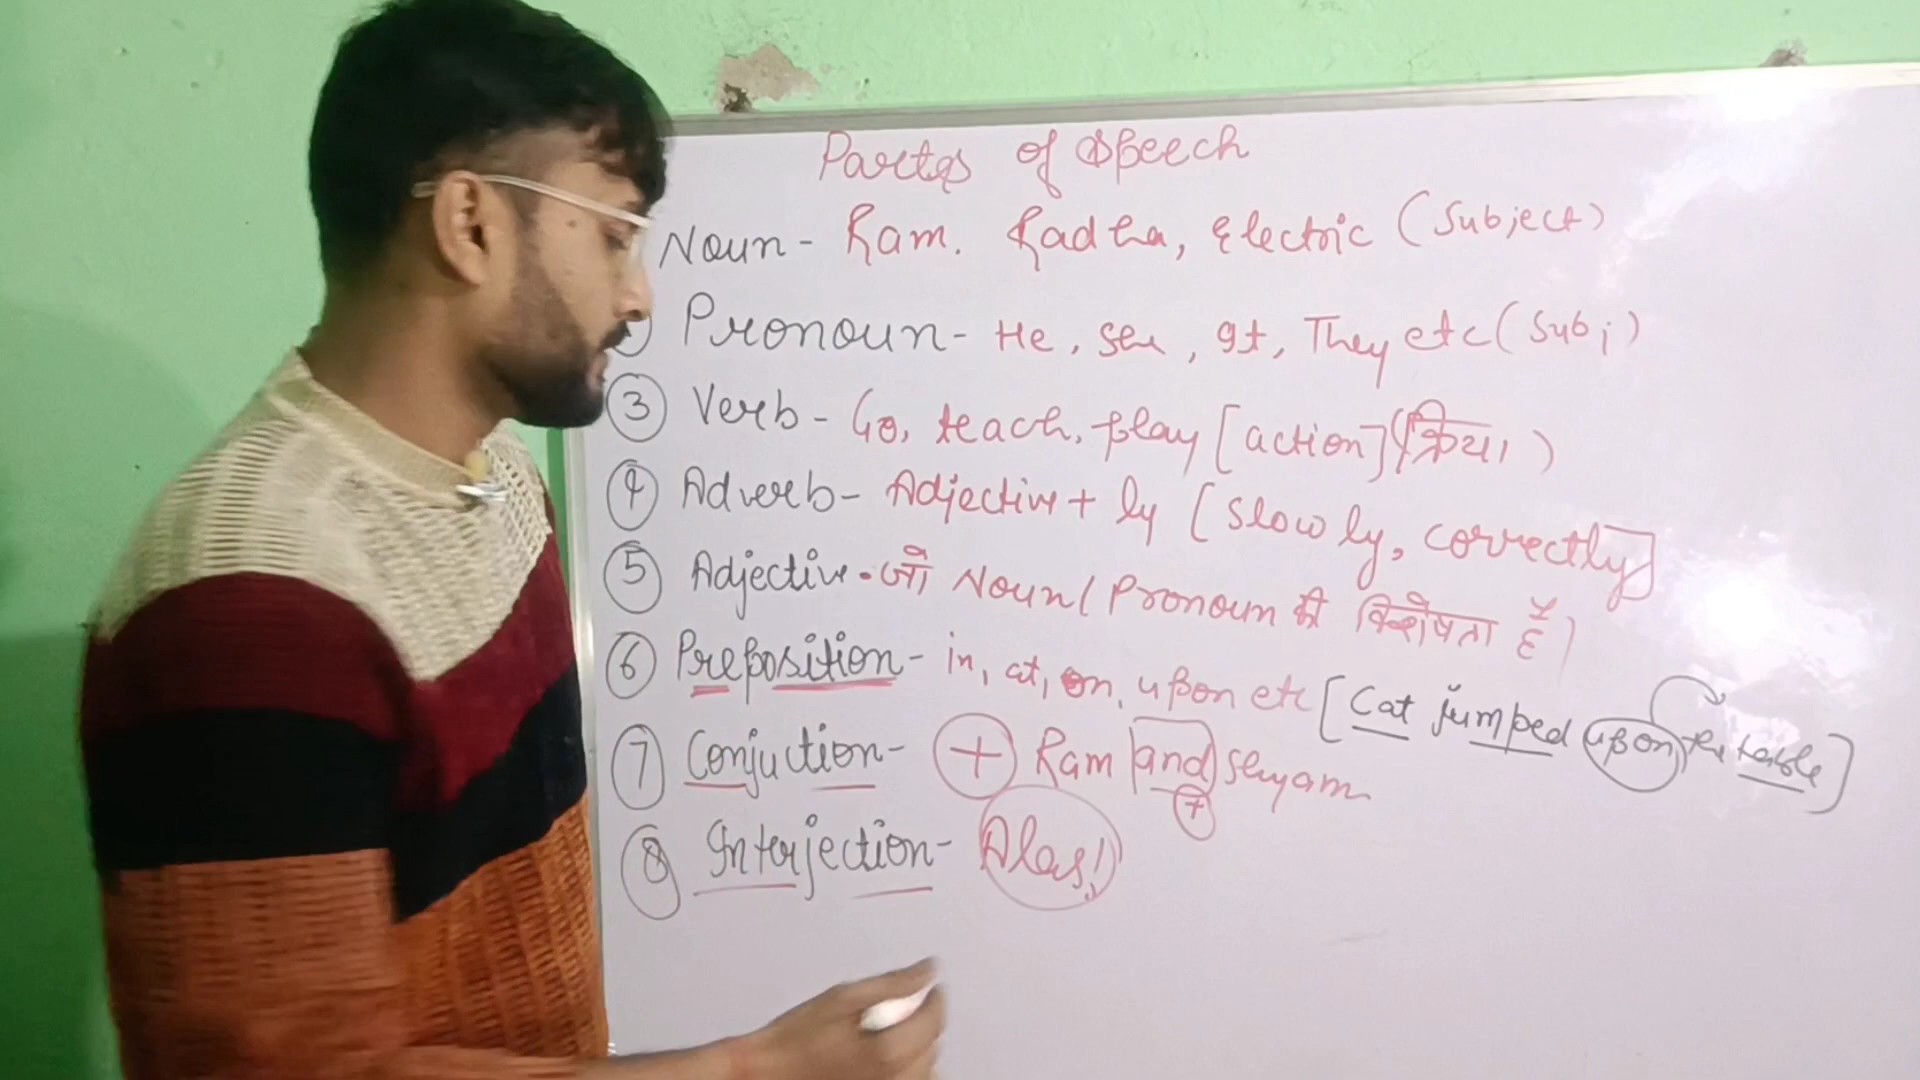 Parts of Speech
Noun - Ram. Radha, Electric (Subject)
Pronoun - He, She, It, They etc (Subj)
3 Verb - Go, teach, play [action] (क्रिया)
4 Adverb - Adjective + ly [slowly, correctly]
5 Adjective - जो Noun/Pronoun की विशेषता
6 Preposition - in, at, on, upon etc [Cat jumped upon the table]
7 Conjuction - + Ram and Shyam
+
8 Interjection - Alas!